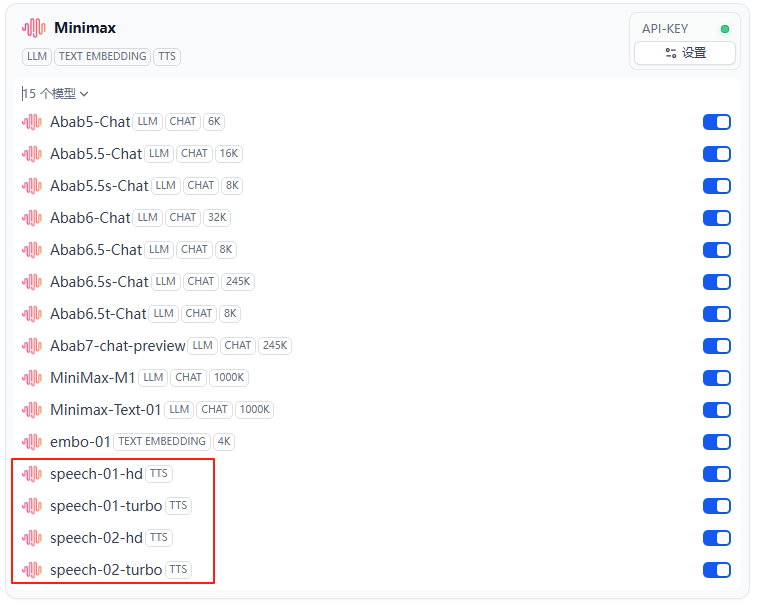 Minimax
API-KEY
LLM TEXT EMBEDDING TTS
设置
15 个模型
Abab5-Chat LLM CHAT 6K
Abab5.5-Chat LLM CHAT 16K
Abab5.5s-Chat LLM CHAT 8K
Abab6-Chat LLM CHAT 32K
Abab6.5-Chat LLM CHAT 8K
Abab6.5s-Chat LLM CHAT 245K
Abab6.5t-Chat LLM CHAT 8K
Abab7-chat-preview LLM CHAT 245K
MiniMax-M1 LLM CHAT 1000K
Minimax-Text-01 LLM CHAT 1000K
embo-01 TEXT EMBEDDING 4K
speech-01-hd TTS
speech-01-turbo TTS
speech-02-hd TTS
speech-02-turbo TTS